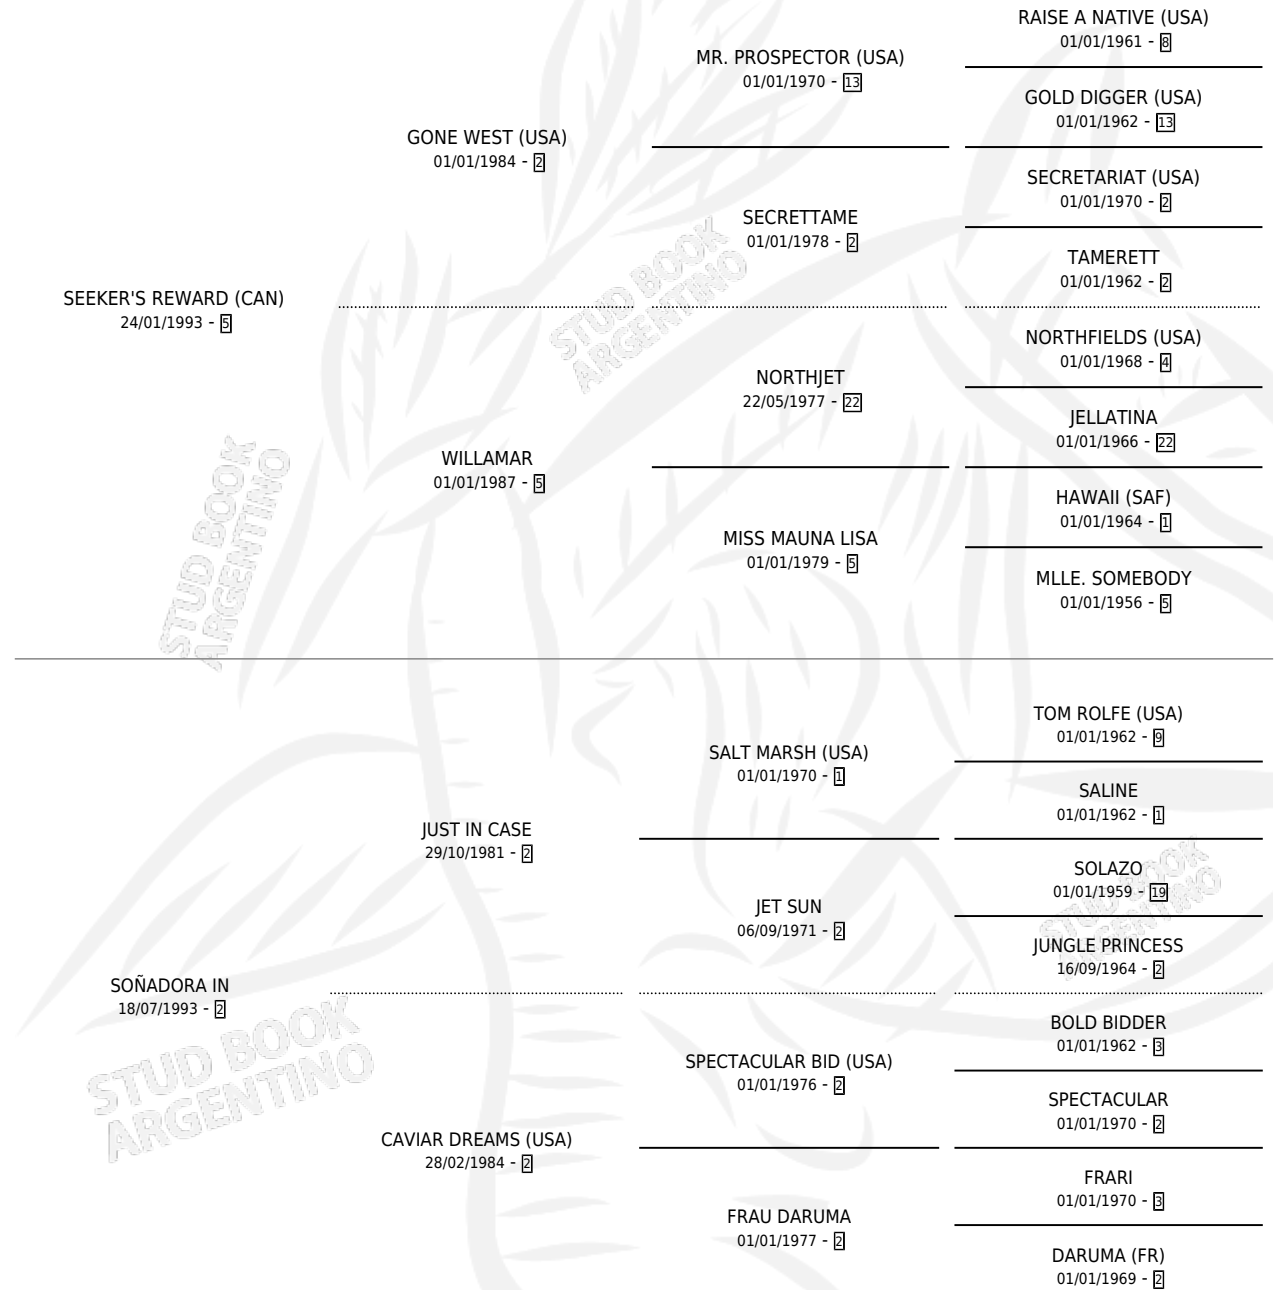 RAISE A NATIVE (USA)
01/01/1961 - 8
MR. PROSPECTOR (USA)
01/01/1970 - 13
GOLD DIGGER (USA)
01/01/1962 - 13
GONE WEST (USA)
01/01/1984 - 2
SECRETARIAT (USA)
01/01/1970 - 2
SECRETTAME
01/01/1978 - 2
TAMERETT
01/01/1962 - 2
SEEKER'S REWARD (CAN)
24/01/1993 - 5
NORTHFIELDS (USA)
01/01/1968 - 4
NORTHJET
22/05/1977 - 22
JELLATINA
01/01/1966 - 22
WILLAMAR
01/01/1987 - 5
HAWAII (SAF)
01/01/1964 - 1
MISS MAUNA LISA
01/01/1979 - 5
MLLE. SOMEBODY
01/01/1956 - 5
STUD BOOK
ARGENTINO
STUD BOOK
ARGENTINO
TOM ROLFE (USA)
01/01/1962 - 9
SALT MARSH (USA)
01/01/1970 - 1
SALINE
01/01/1962 - 1
JUST IN CASE
29/10/1981 - 2
SOLAZO
01/01/1959 - 19
JET SUN
06/09/1971 - 2
JUNGLE PRINCESS
16/09/1964 - 2
SOÑADORA IN
18/07/1993 - 2
BOLD BIDDER
01/01/1962 - 3
SPECTACULAR BID (USA)
01/01/1976 - 2
SPECTACULAR
01/01/1970 - 2
CAVIAR DREAMS (USA)
28/02/1984 - 2
FRARI
01/01/1970 - 3
FRAU DARUMA
01/01/1977 - 2
DARUMA (FR)
01/01/1969 - 2
STUD BOOK
ARGENTINO
STUD BOOK
ARGENTINO